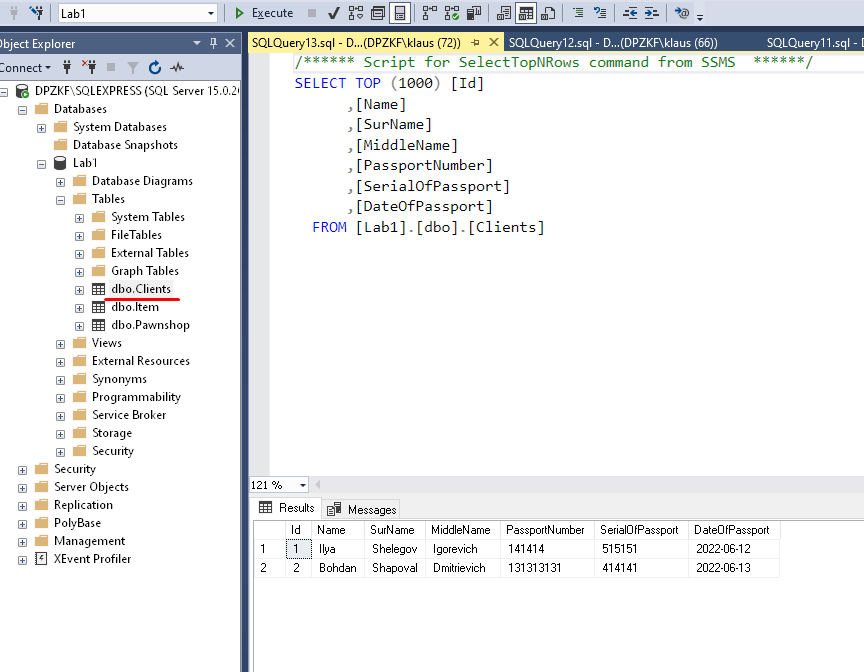 Lab1
Execute
Object Explorer
Connect
DPZKF\SQLEXPRESS (SQL Server 15.0.20
Databases
System Databases
Database Snapshots
Lab1
Database Diagrams
Tables
System Tables
FileTables
External Tables
Graph Tables
dbo.Clients
dbo.Item
dbo.Pawnshop
Views
External Resources
Synonyms
Programmability
Service Broker
Storage
Security
Security
Server Objects
Replication
PolyBase
Management
XEvent Profiler
SQLQuery13.sql - D...(DPZKF\klaus (72))
SQLQuery12.sql - D...(DPZKF\klaus (66))
SQLQuery11.sql - D
/****** Script for SelectTopNRows command from SSMS  ******/
SELECT TOP (1000) [Id]
,[Name]
,[SurName]
,[MiddleName]
,[PassportNumber]
,[SerialOfPassport]
,[DateOfPassport]
FROM [Lab1].[dbo].[Clients]
121 %
Results
Messages
Id Name SurName MiddleName PassportNumber SerialOfPassport DateOfPassport
1 1 Ilya Shelegov Igorevich 141414 515151 2022-06-12
2 2 Bohdan Shapoval Dmitrievich 131313131 414141 2022-06-13